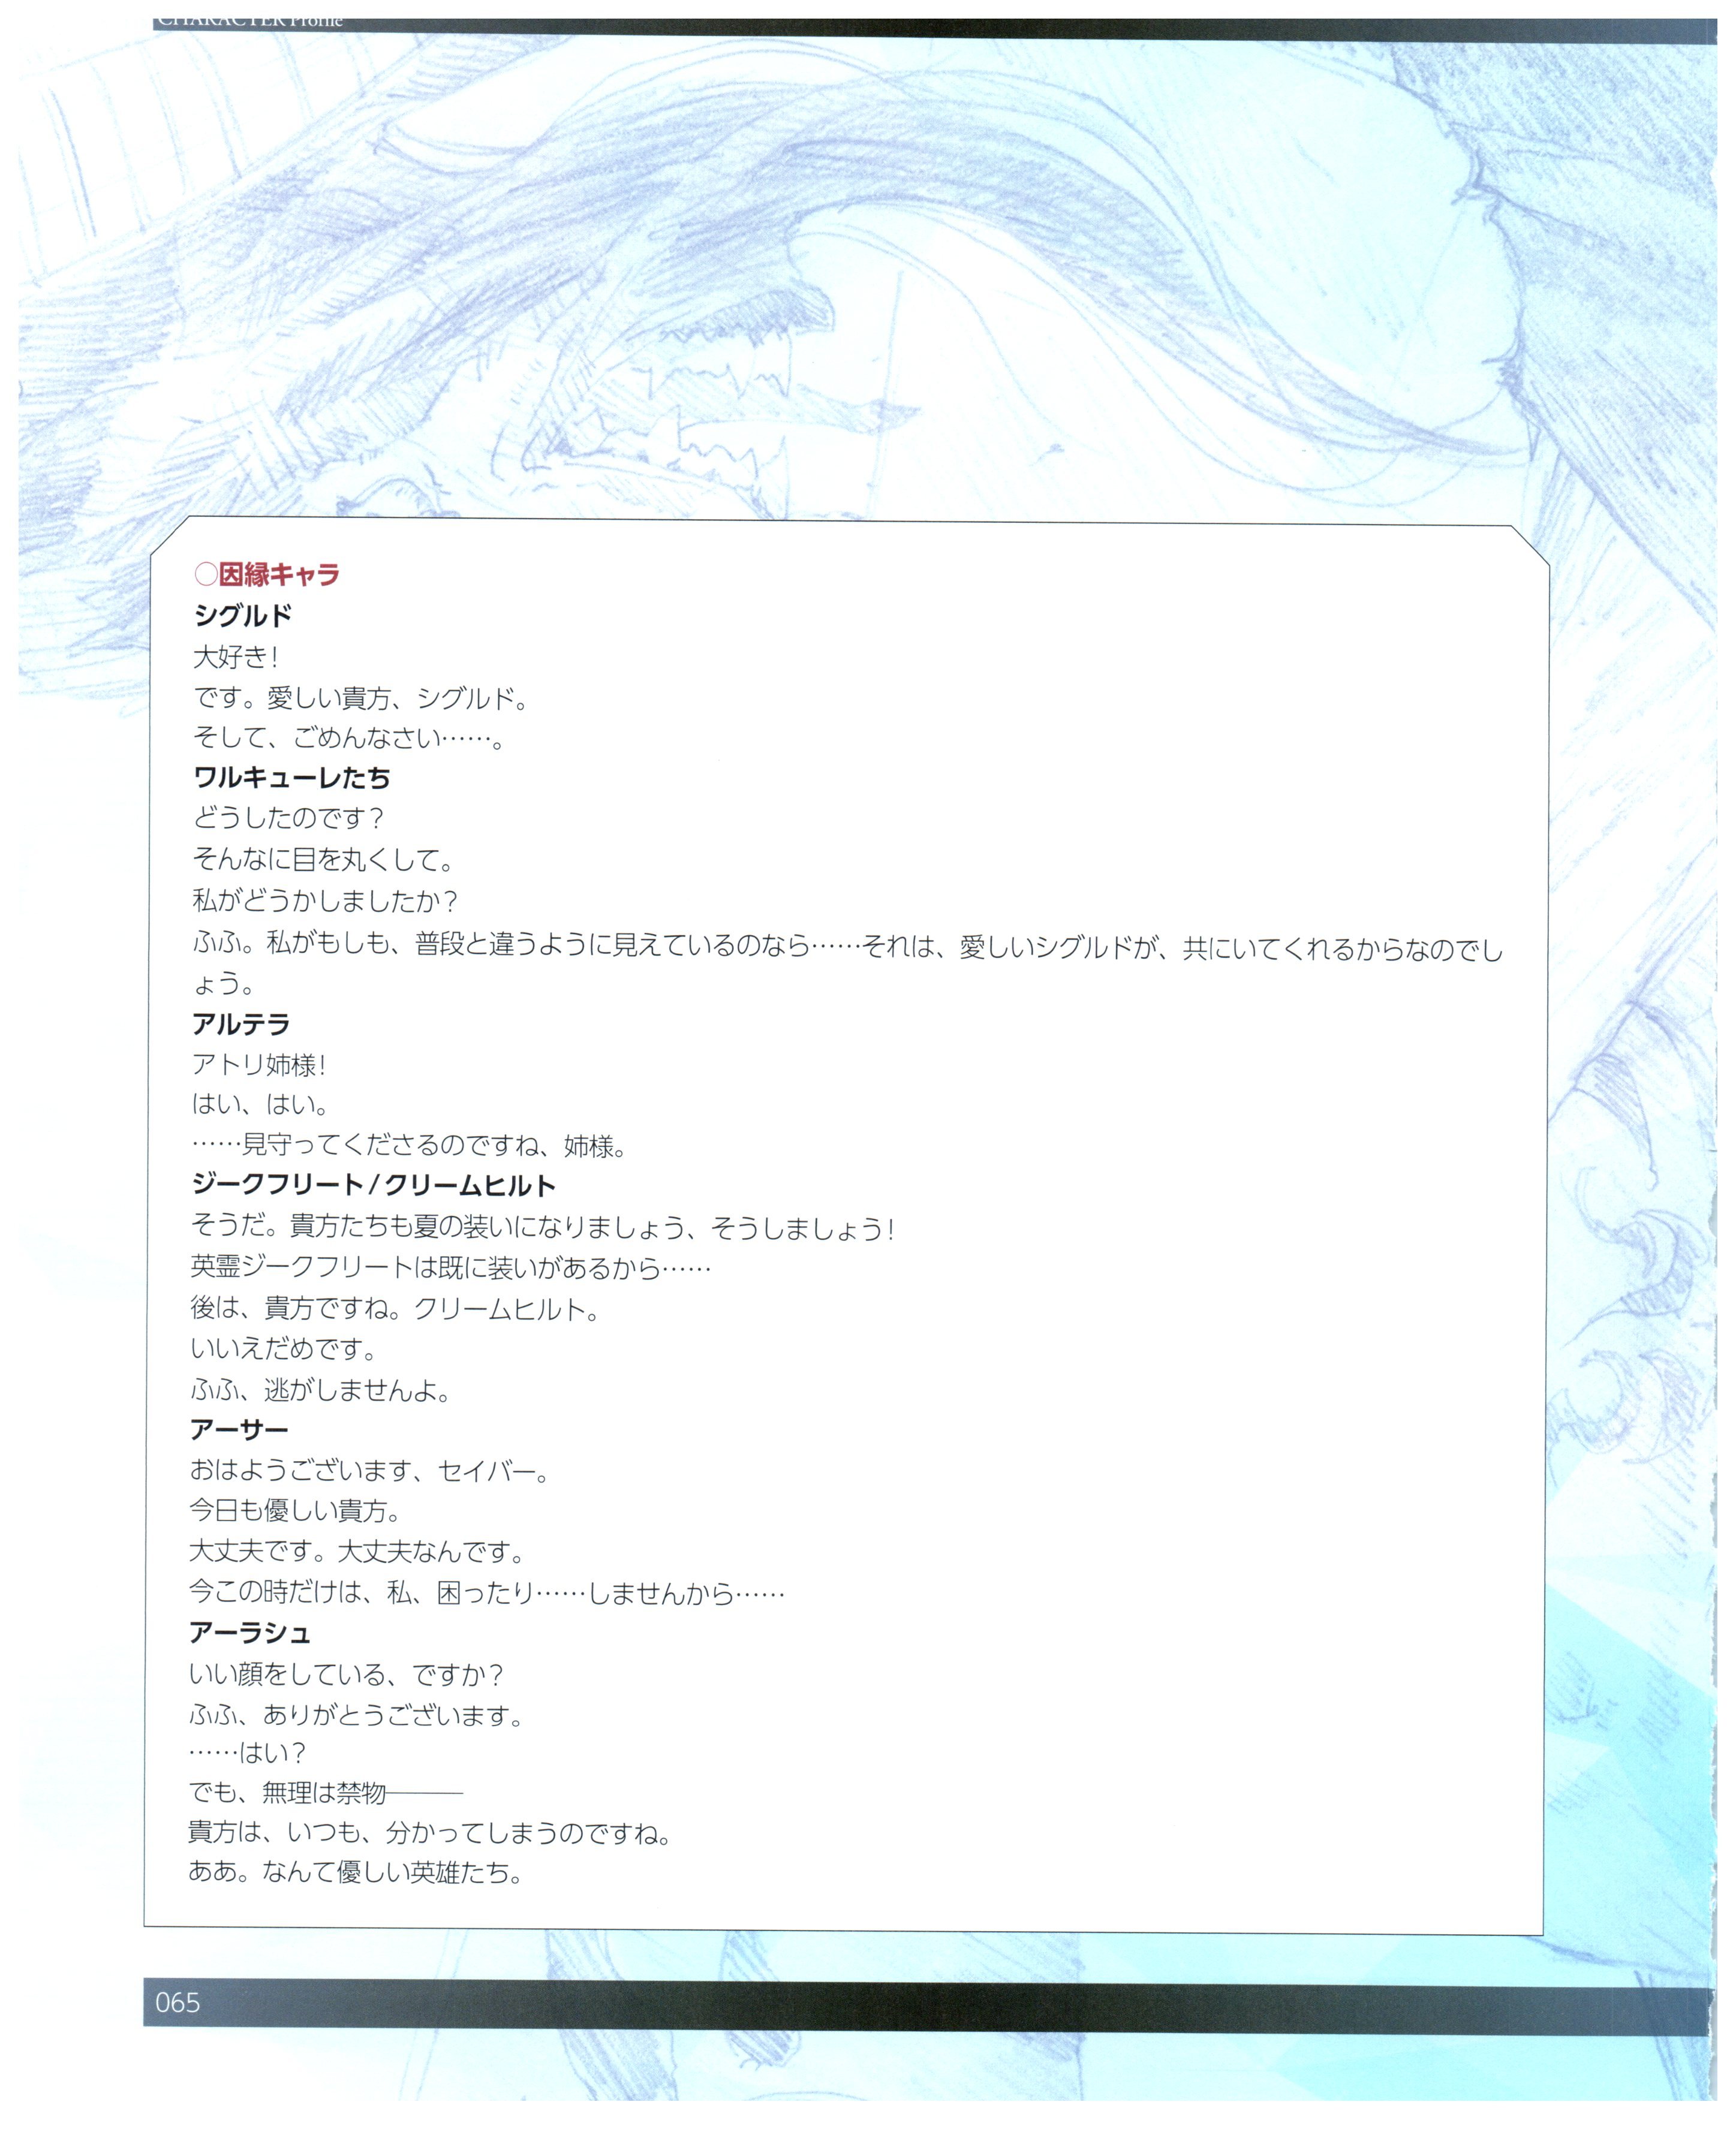 CHARACTER Profile
○因縁キャラ
シグルド
大好き!
です。愛しい貴方、シグルド。
そして、ごめんなさい……。
ワルキューレたち
どうしたのです?
そんなに目を丸くして。
私がどうかしましたか?
ふふ。私がもしも、普段と違うように見えているのなら……それは、愛しいシグルドが、共にいてくれるからなのでし
ょう。
アルテラ
アトリ姉様!
はい、はい。
……見守ってくださるのですね、姉様。
ジークフリート/クリームヒルト
そうだ。貴方たちも夏の装いになりましょう、そうしましょう!
英霊ジークフリートは既に装いがあるから……
後は、貴方ですね。クリームヒルト。
いいえだめです。
ふふ、逃がしませんよ。
アーサー
おはようございます、セイバー。
今日も優しい貴方。
大丈夫です。大丈夫なんです。
今この時だけは、私、困ったり……しませんから……
アーラシュ
いい顔をしている、ですか?
ふふ、ありがとうございます。
……はい?
でも、無理は禁物―――
貴方は、いつも、分かってしまうのですね。
ああ。なんて優しい英雄たち。
065